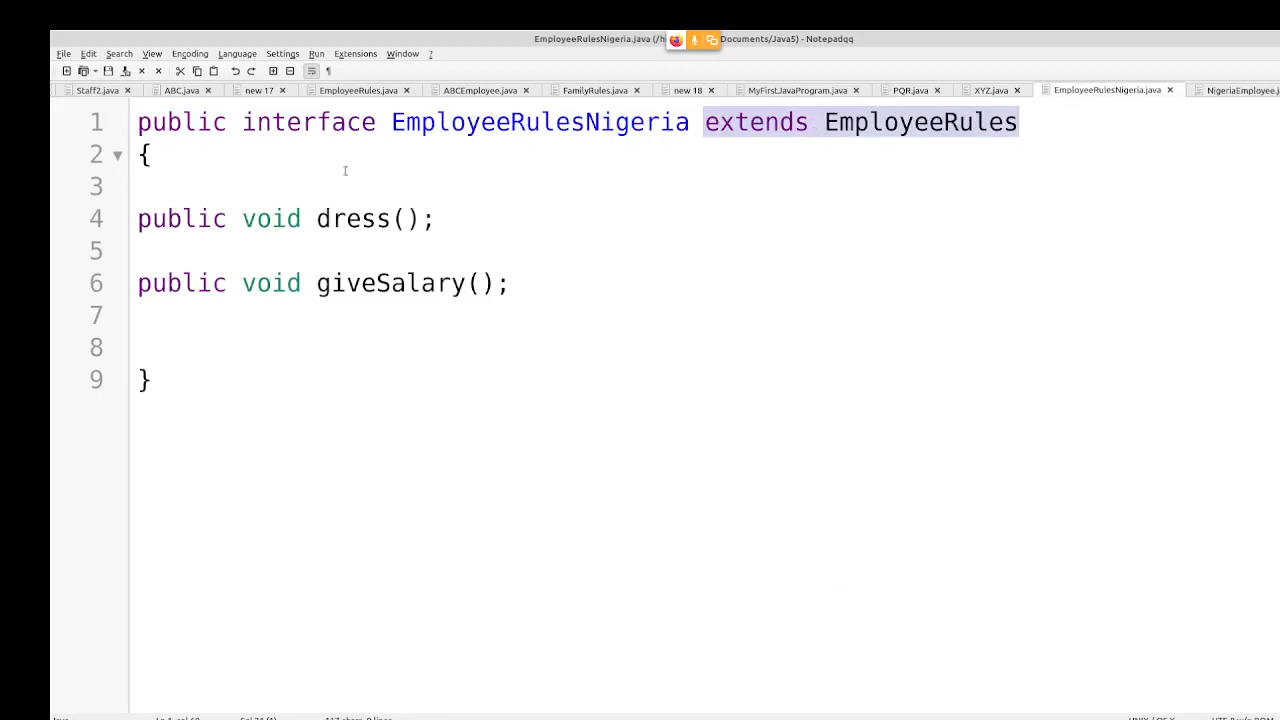 EmployeeRulesNigeria.java (/h Documents/Java5) - Notepadqq
File Edit Search View Encoding Language Settings Run Extensions Window ?
Staff2.java ABC.java new 17 EmployeeRules.java ABCEmployee.java FamilyRules.java new 18 MyFirstJavaProgram.java PQR.java XYZ.java EmployeeRulesNigeria.java NigeriaEmployee.j
1 public interface EmployeeRulesNigeria extends EmployeeRules
2 {
3
4 public void dress();
5
6 public void giveSalary();
7
8
9 }